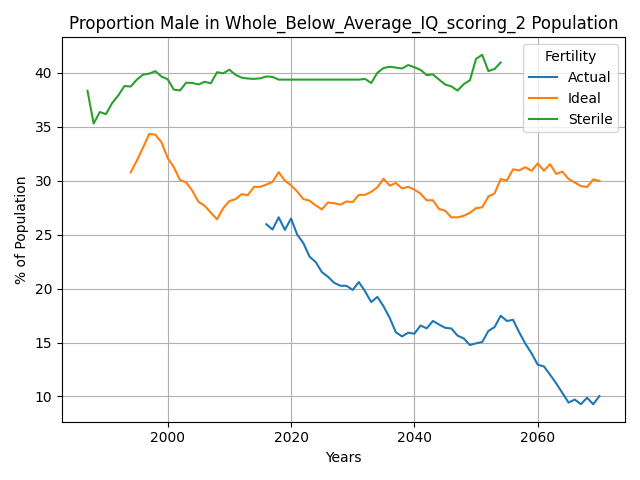 Proportion Male in Whole_Below_Average_IQ_scoring_2 Population
Fertility
Actual
Ideal
Sterile
% of Population
40
35
30
25
20
15
10
2000
2020
2040
2060
Years